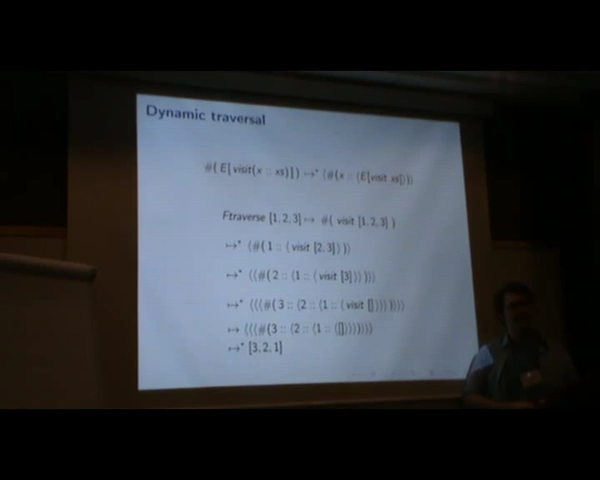 Dynamic traversal
#( E[ visit(x :: xs)] ) ↦* ⟨#(x :: ⟨E[visit xs]⟩)⟩
Ftraverse [1, 2, 3] ↦ #( visit [1, 2, 3] )
↦* ⟨#( 1 :: ⟨ visit [2, 3]⟩ )⟩
↦* ⟨⟨#( 2 :: ⟨1 :: ⟨ visit [3]⟩⟩ )⟩⟩
↦* ⟨⟨⟨#( 3 :: ⟨2 :: ⟨1 :: ⟨ visit []⟩⟩⟩ )⟩⟩⟩
↦ ⟨⟨⟨#(3 :: ⟨2 :: ⟨1 :: ⟨[]⟩⟩⟩)⟩⟩⟩
↦* [3, 2, 1]